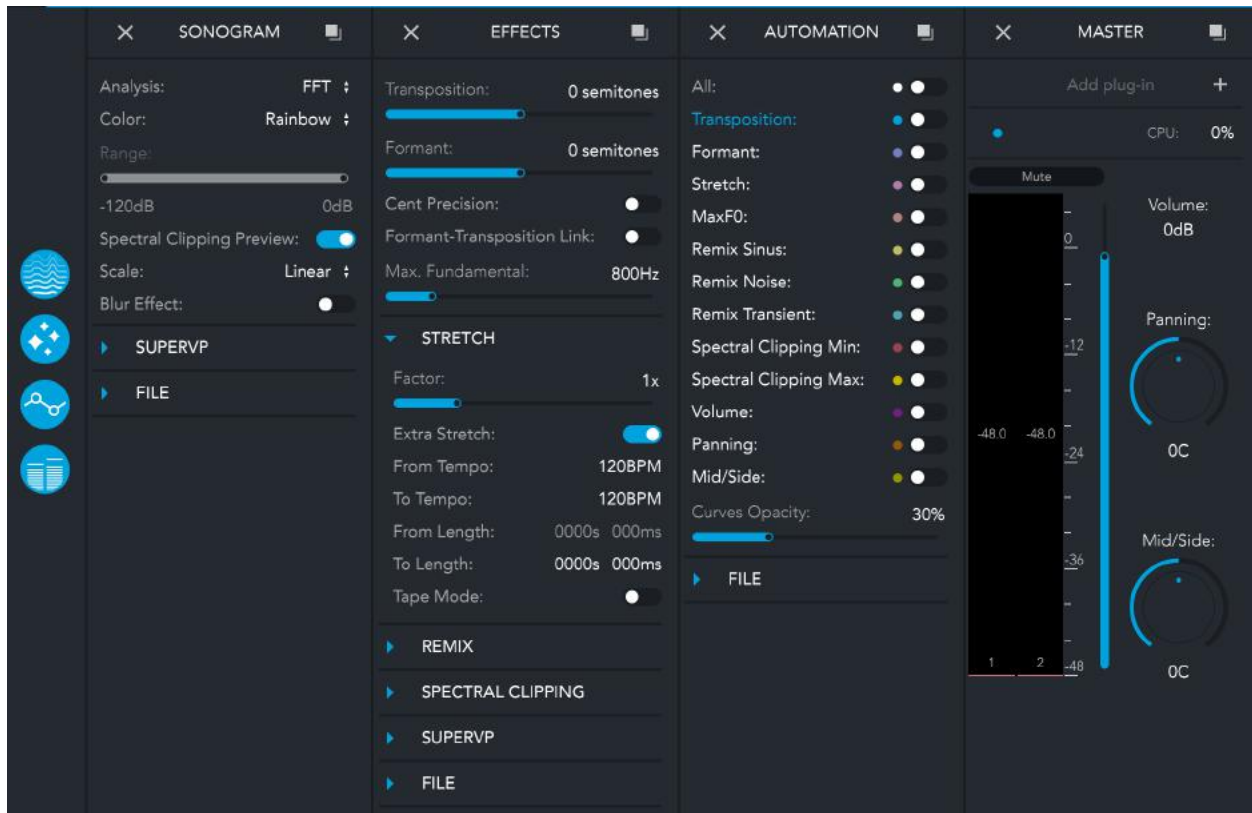 SONOGRAM
Analysis: FFT
Color: Rainbow
Range:
-120dB 0dB
Spectral Clipping Preview:
Scale: Linear
Blur Effect:
SUPERVP
FILE
EFFECTS
Transposition: 0 semitones
Formant: 0 semitones
Cent Precision:
Formant-Transposition Link:
Max. Fundamental: 800Hz
STRETCH
Factor: 1x
Extra Stretch:
From Tempo: 120BPM
To Tempo: 120BPM
From Length: 0000s 000ms
To Length: 0000s 000ms
Tape Mode:
REMIX
SPECTRAL CLIPPING
SUPERVP
FILE
AUTOMATION
All:
Transposition:
Formant:
Stretch:
MaxF0:
Remix Sinus:
Remix Noise:
Remix Transient:
Spectral Clipping Min:
Spectral Clipping Max:
Volume:
Panning:
Mid/Side:
Curves Opacity: 30%
FILE
MASTER
Add plug-in +
CPU: 0%
Mute
-48.0 -48.0
1 2
0
-12
-24
-36
-48
Volume:
0dB
Panning:
0C
Mid/Side:
0C